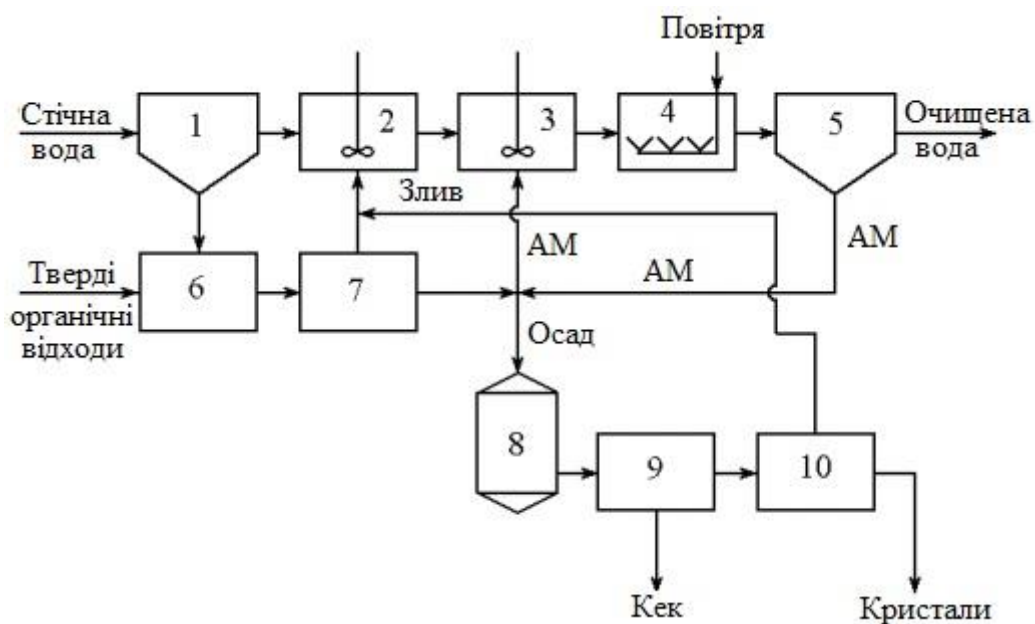 Повітря
Стічна
вода
1
2
3
4
5
Очищена
вода
Злив
АМ
АМ
АМ
Тверді
органічні
відходи
6
7
Осад
8
9
10
Кек
Кристали